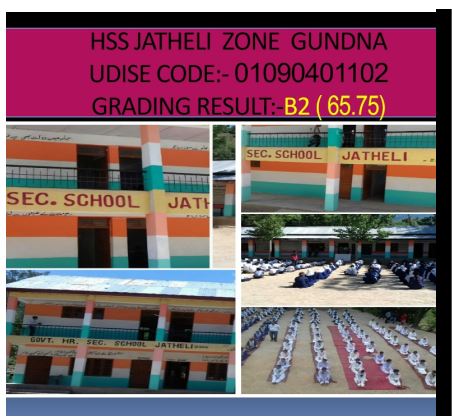 HSS JATHELI ZONE GUNDNA
UDISE CODE:- 01090401102
GRADING RESULT:-B2 ( 65.75)
SEC. SCHOOL JATH
SEC. SCHOOL JATHELI
GOVT. HR. SEC. SCHOOL JATHELI